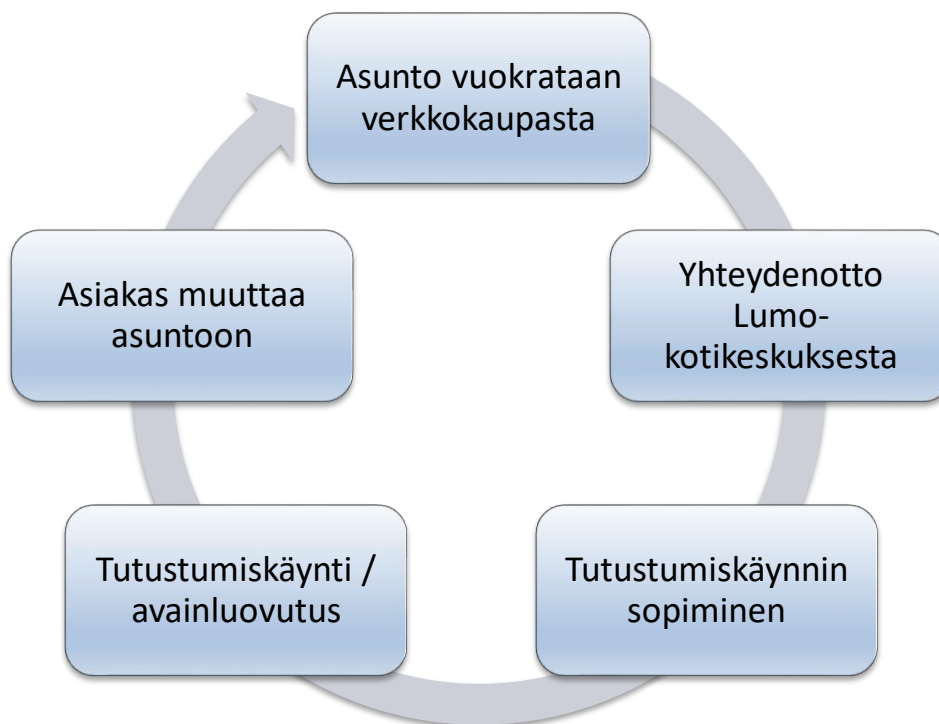 Asunto vuokrataan
verkkokaupasta
Yhteydenotto
Lumo-
kotikeskuksesta
Tutustumiskäynnin
sopiminen
Tutustumiskäynti /
avainluovutus
Asiakas muuttaa
asuntoon